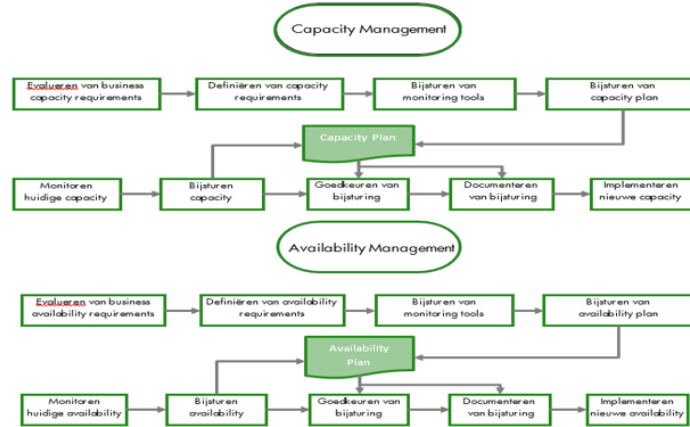 Capacity Management
Evalueren van business
capacity requirements
Definiëren van capacity
requirements
Bijsturen van
monitoring tools
Bijsturen van
capacity plan
Capacity Plan
Monitoren
huidige capacity
Bijsturen
capacity
Goedkeuren van
bijsturing
Documenteren
van bijsturing
Implementeren
nieuwe capacity
Availability Management
Evalueren van business
availability requirements
Definiëren van availability
requirements
Bijsturen van
monitoring tools
Bijsturen van
availability plan
Availability
Plan
Monitoren
huidige availability
Bijsturen
availability
Goedkeuren van
bijsturing
Documenteren
van bijsturing
Implementeren
nieuwe availability